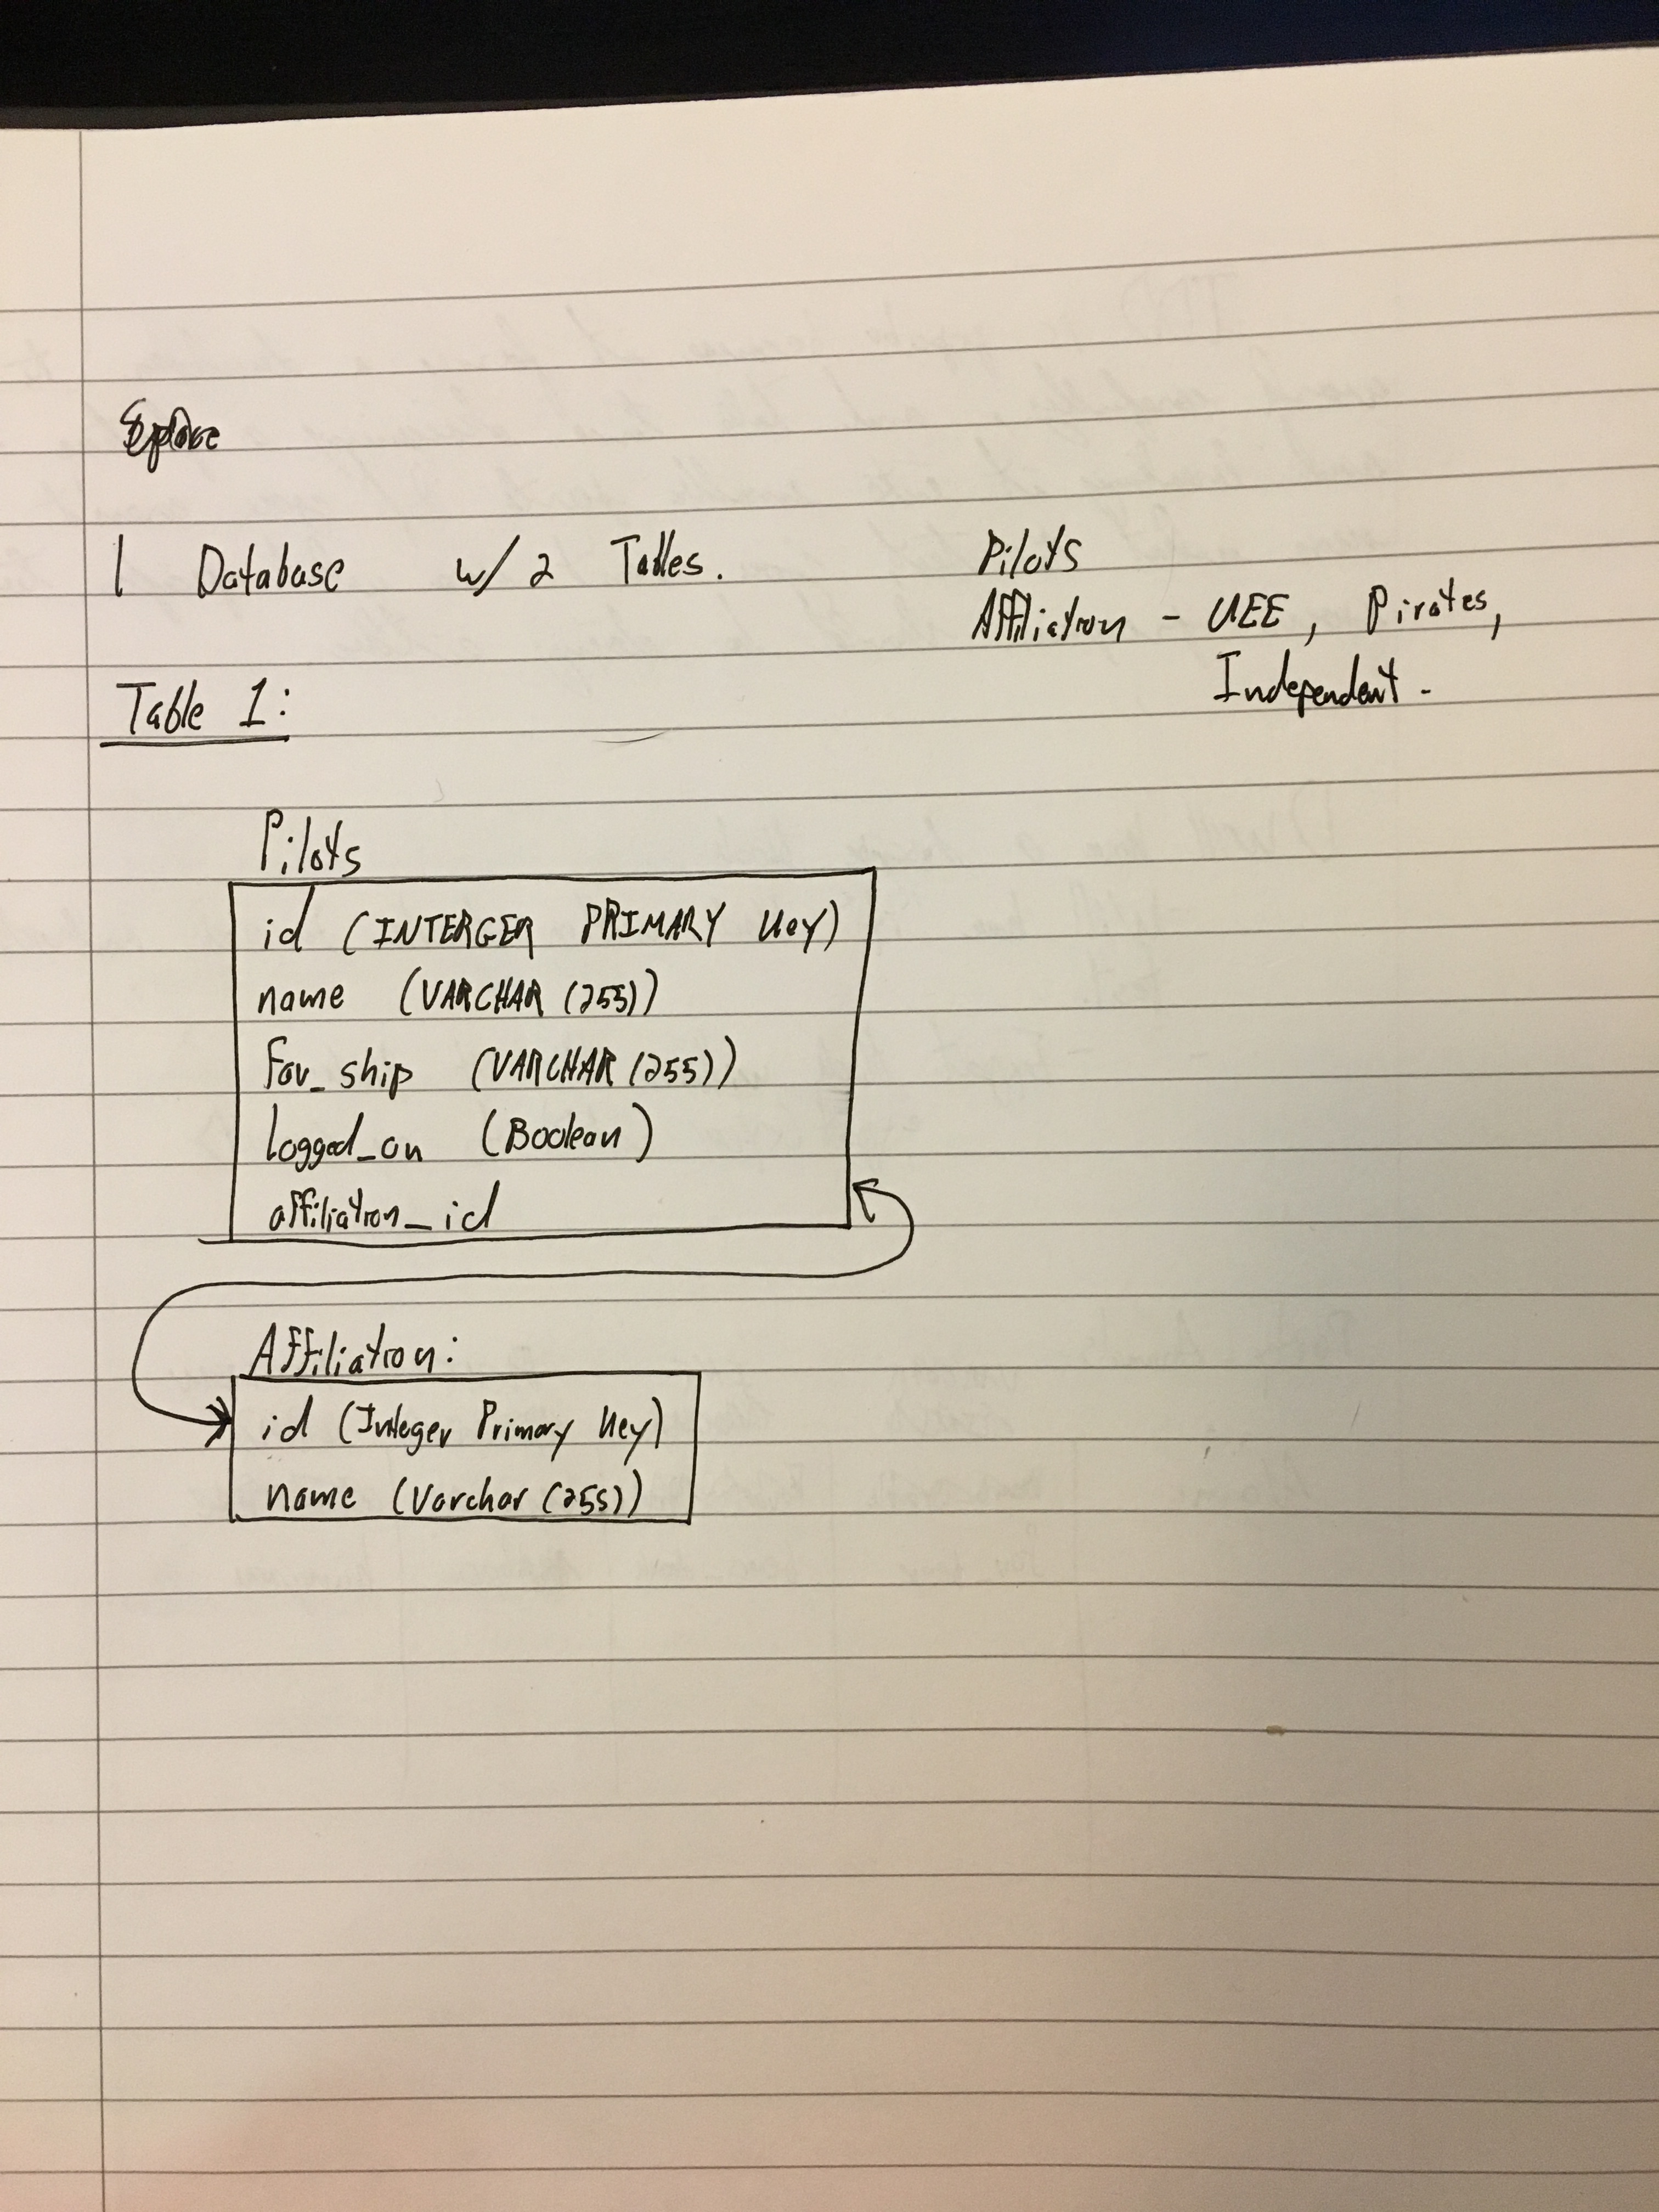 1 Database w/ 2 Tables.
Pilots
Affiliation - UEE, Pirates,
Independent.
Table 1:
Pilots
id (INTERGER PRIMARY Key)
name (VARCHAR (255))
Fav_ship (VARCHAR (255))
Logged_on (Boolean)
affiliation_id
Affiliation:
id (Integer Primary Key)
name (Varchar (255))